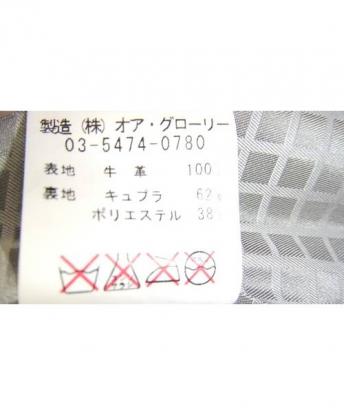 製造 (株) オア・グローリー
03-5474-0780
表地 牛革 100
裏地 キュプラ 62
ポリエステル 38